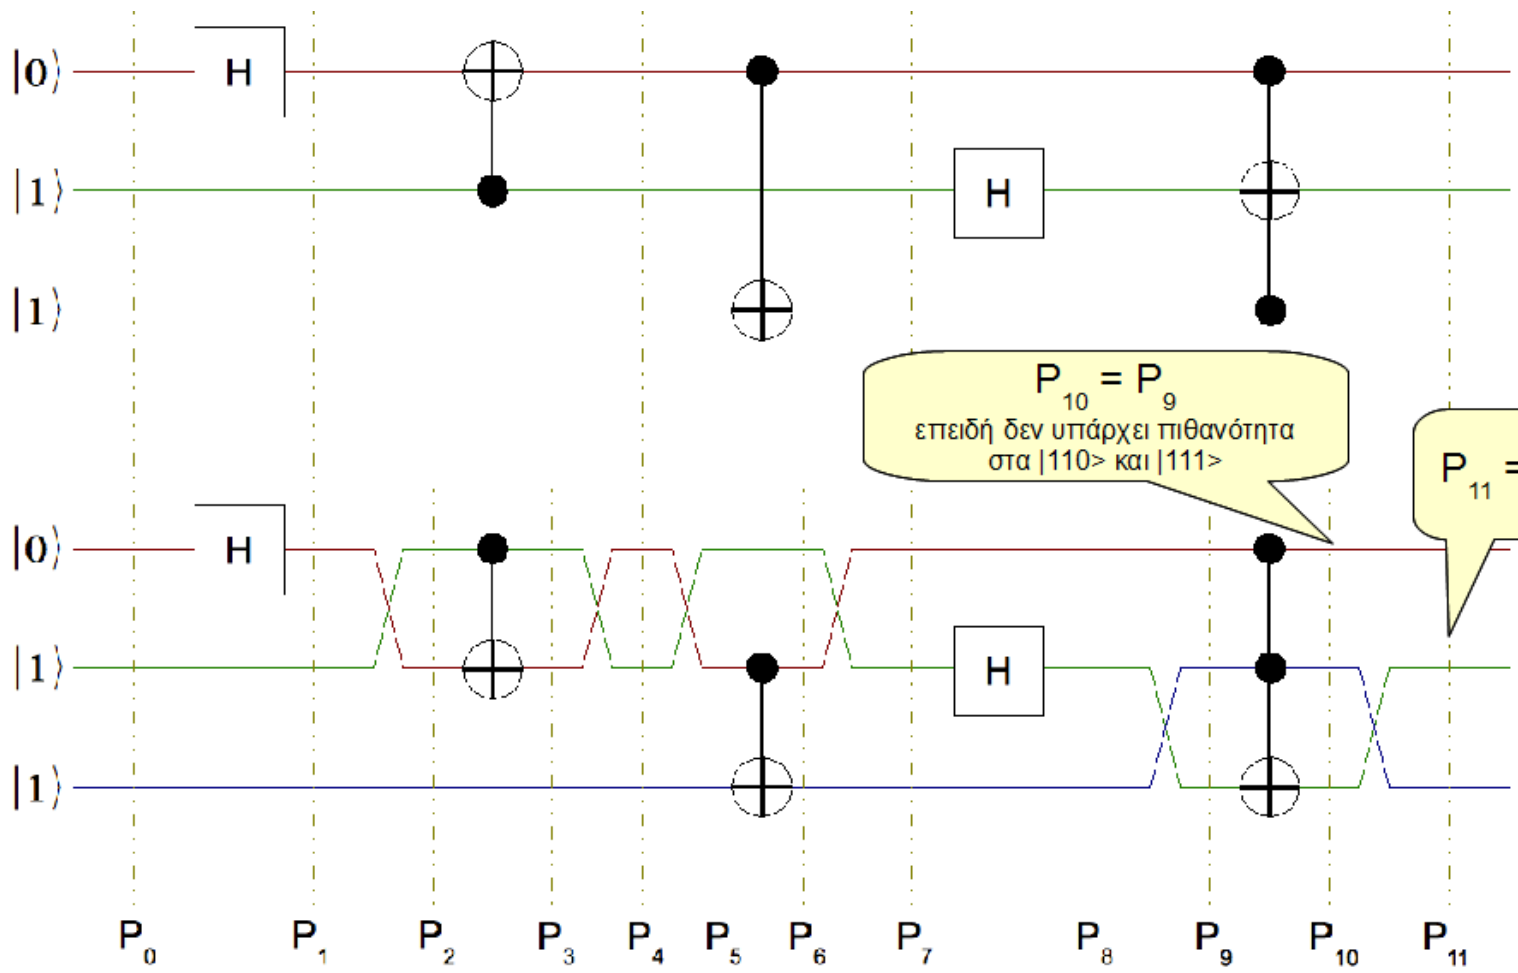 |0⟩ H
|1⟩ H
|1⟩
P10 = P9
επειδή δεν υπάρχει πιθανότητα
στα |110> και |111>
P11 =
|0⟩ H
|1⟩ H
|1⟩
P0 P1 P2 P3 P4 P5 P6 P7 P8 P9 P10 P11